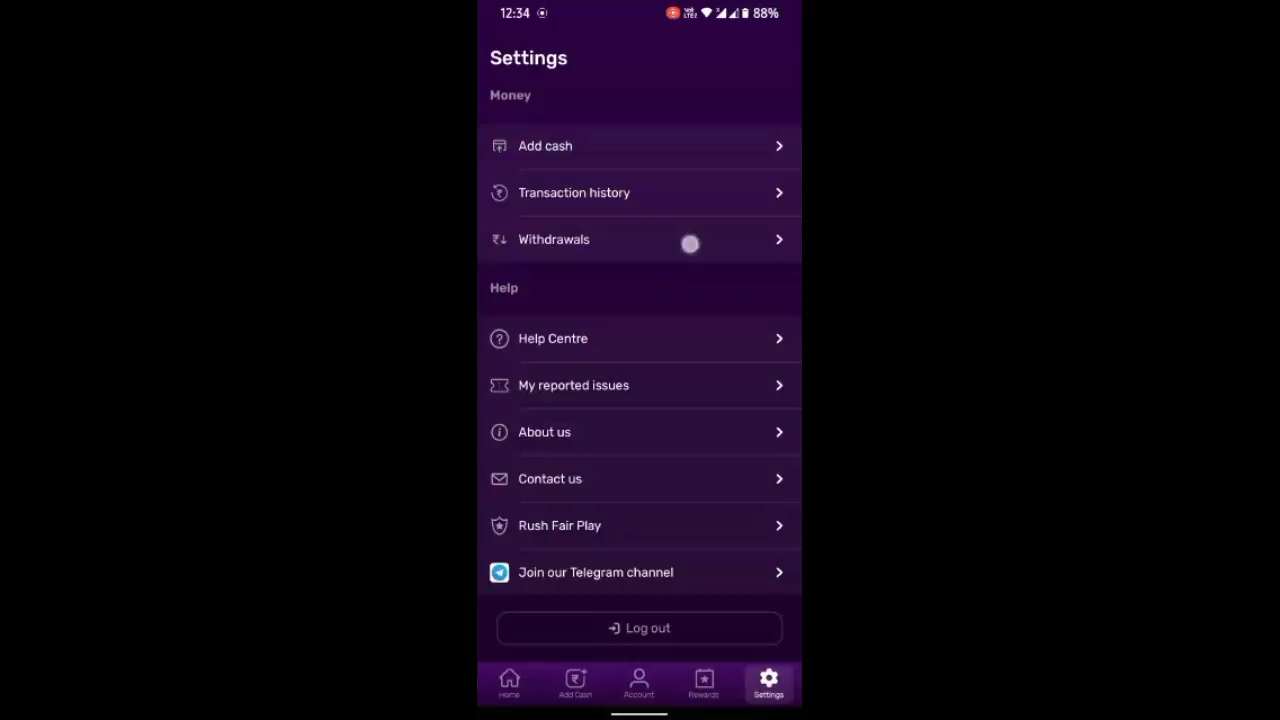 12:34 88%
Settings
Money
Add cash
Transaction history
Withdrawals
Help
Help Centre
My reported issues
About us
Contact us
Rush Fair Play
Join our Telegram channel
Log out
Home Add Cash Account Rewards Settings